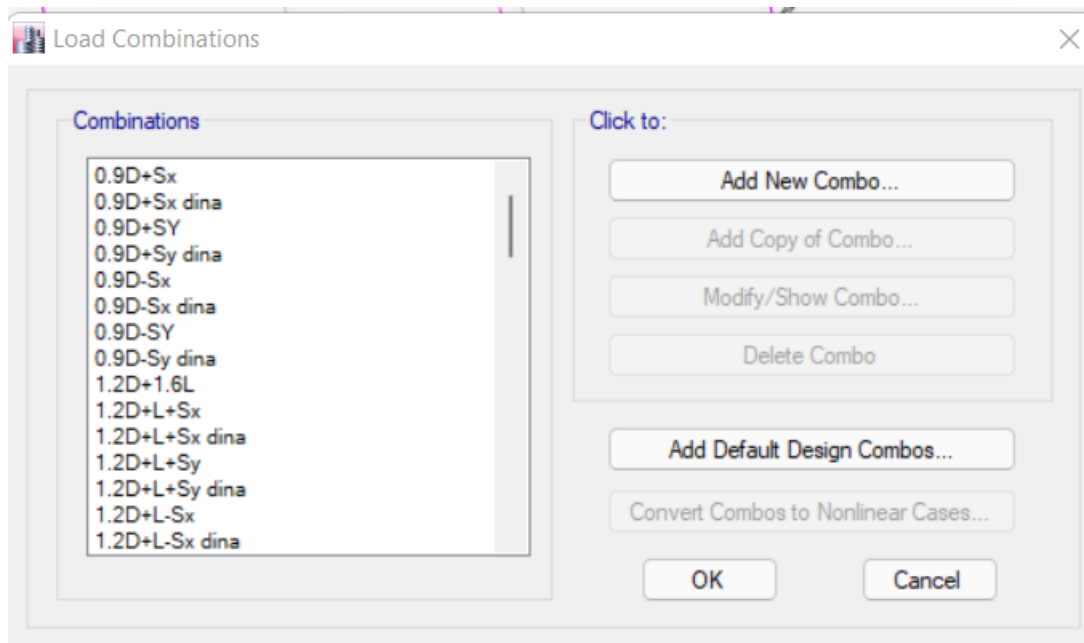 Load Combinations
Combinations
0.9D+Sx
0.9D+Sx dina
0.9D+SY
0.9D+Sy dina
0.9D-Sx
0.9D-Sx dina
0.9D-SY
0.9D-Sy dina
1.2D+1.6L
1.2D+L+Sx
1.2D+L+Sx dina
1.2D+L+Sy
1.2D+L+Sy dina
1.2D+L-Sx
1.2D+L-Sx dina
Click to:
Add New Combo...
Add Copy of Combo...
Modify/Show Combo...
Delete Combo
Add Default Design Combos...
Convert Combos to Nonlinear Cases...
OK
Cancel